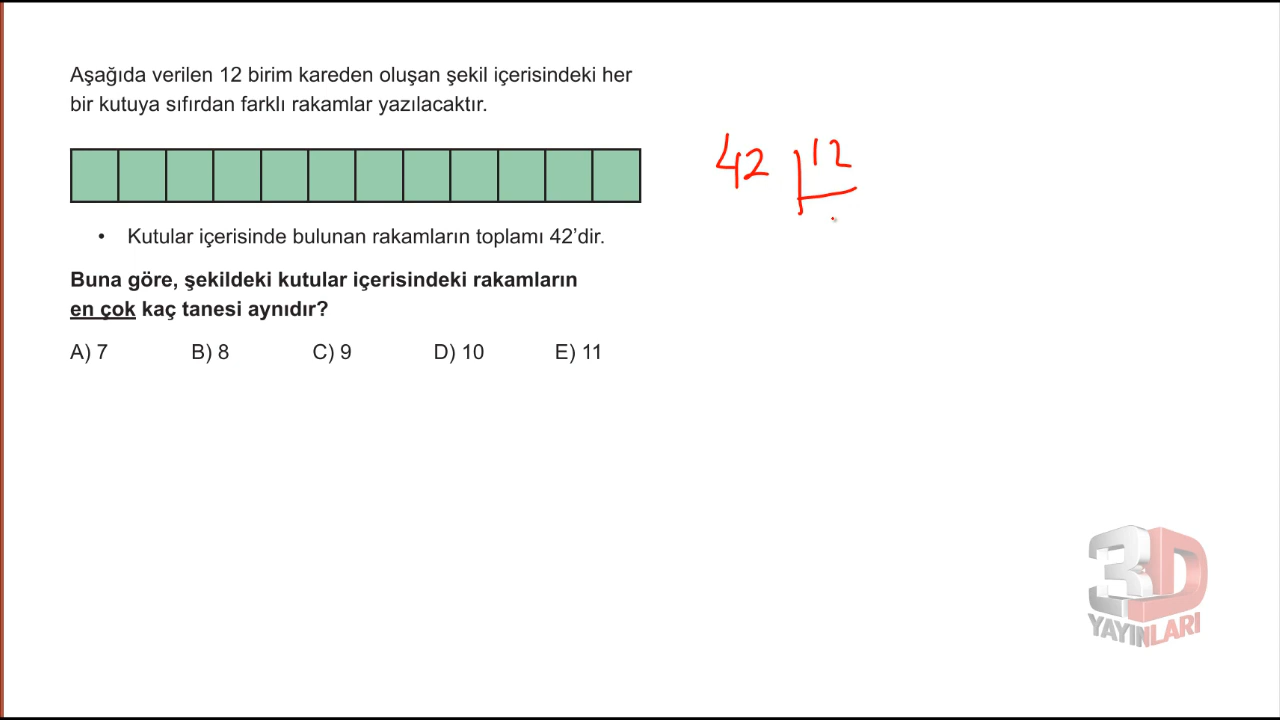 Aşağıda verilen 12 birim kareden oluşan şekil içerisindeki her
bir kutuya sıfırdan farklı rakamlar yazılacaktır.
42 12
• Kutular içerisinde bulunan rakamların toplamı 42'dir.
Buna göre, şekildeki kutular içerisindeki rakamların
en çok kaç tanesi aynıdır?
A) 7 B) 8 C) 9 D) 10 E) 11
3D
YAYINLARI